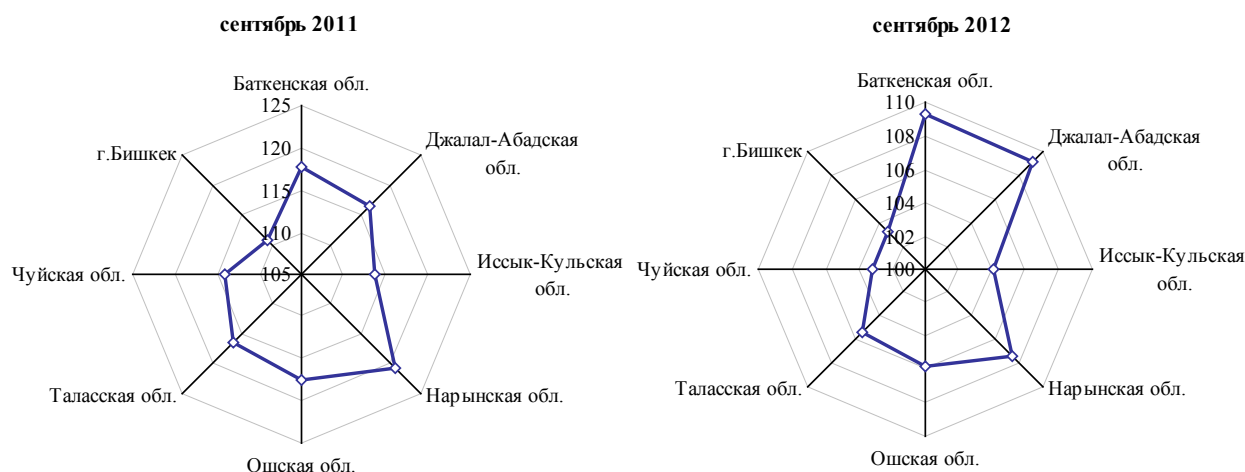 сентябрь 2011
Баткенская обл.
125
120
115
110
105
Джалал-Абадская
обл.
Иссык-Кульская
обл.
Нарынская обл.
Ошская обл.
Таласская обл.
Чуйская обл.
г.Бишкек
сентябрь 2012
Баткенская обл.
110
108
106
104
102
100
Джалал-Абадская
обл.
Иссык-Кульская
обл.
Нарынская обл.
Ошская обл.
Таласская обл.
Чуйская обл.
г.Бишкек